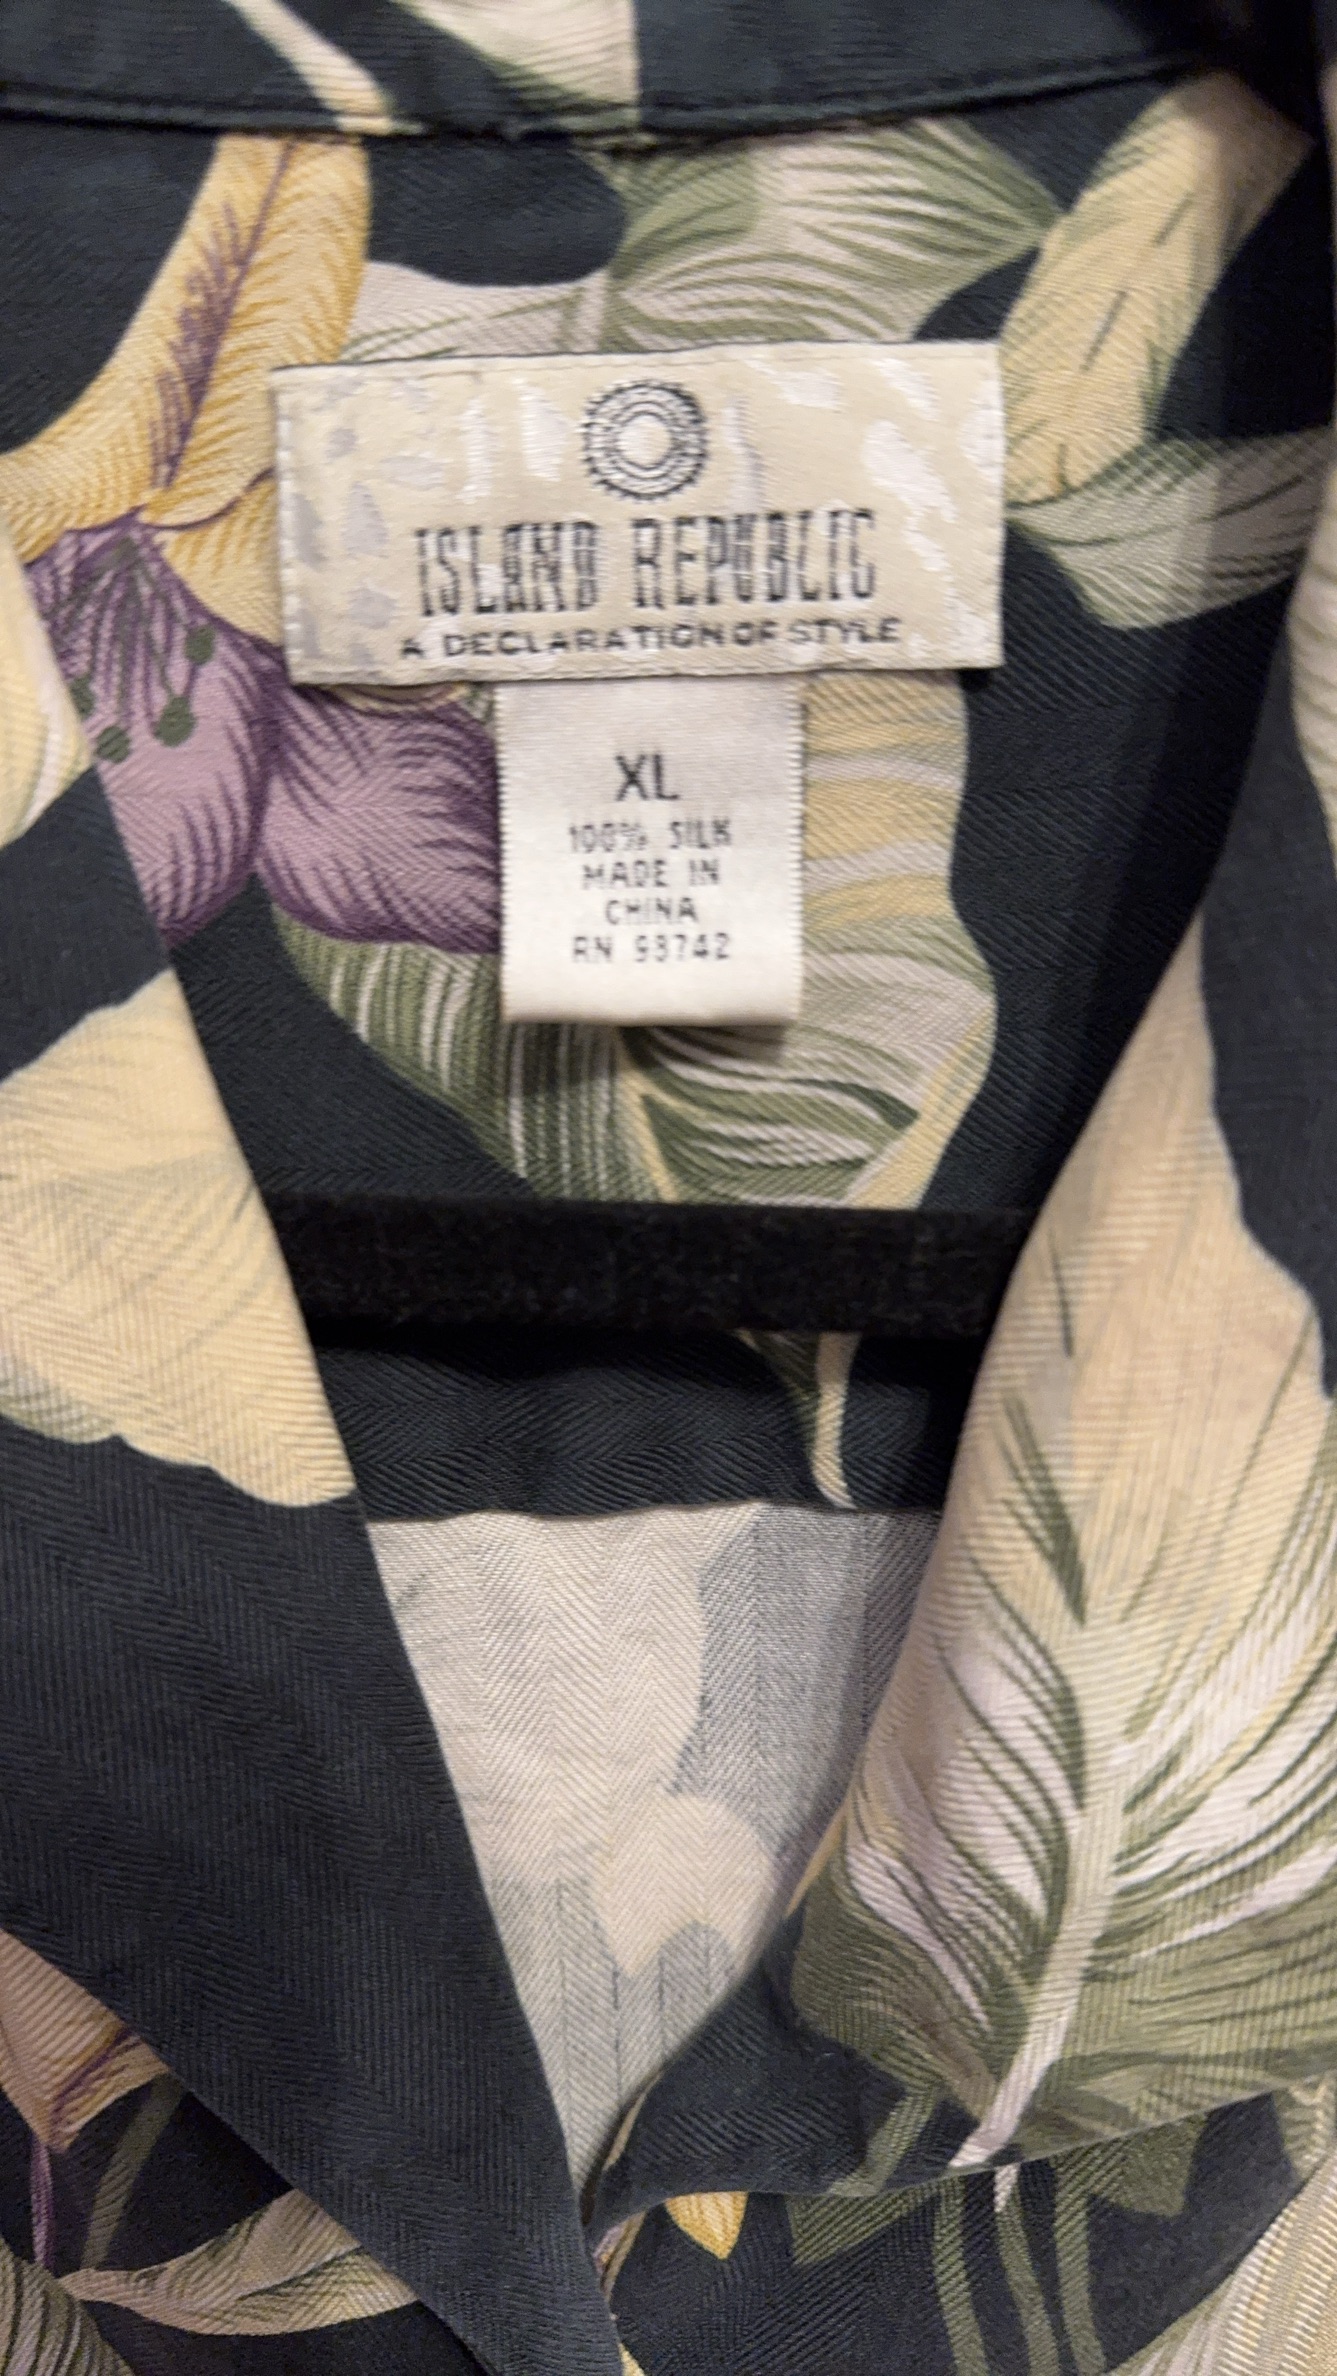 ISLAND REPUBLIC
A DECLARATION OF STYLE
XL
100% SILK
MADE IN
CHINA
RN 93742